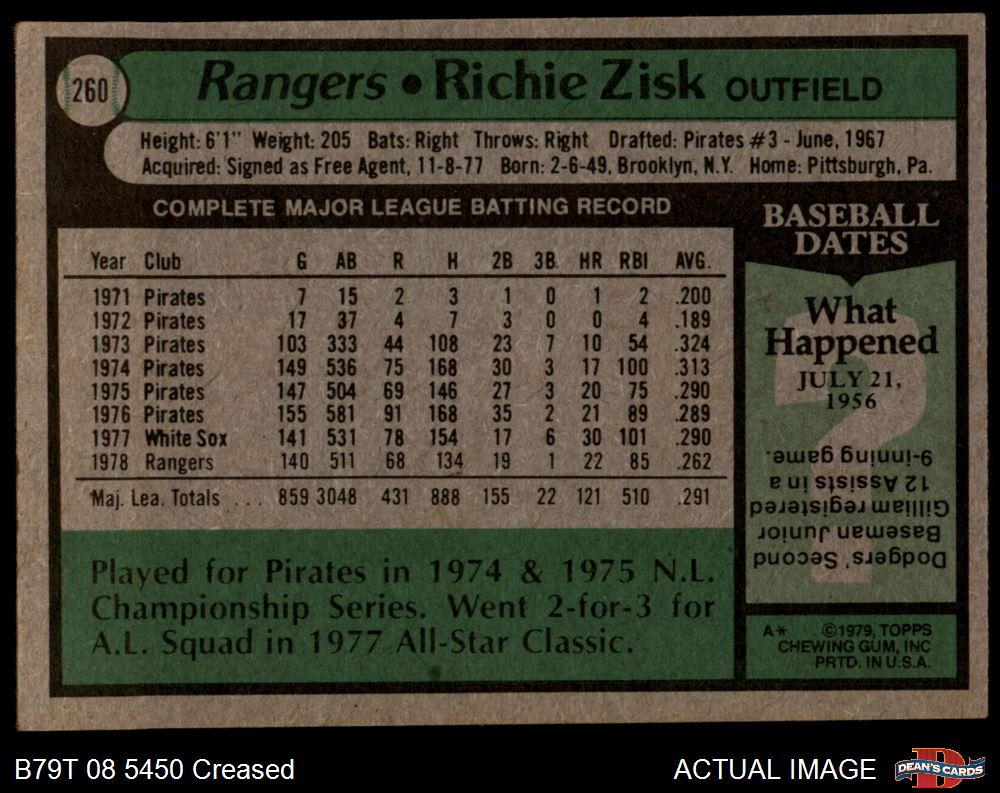 260
Rangers • Richie Zisk OUTFIELD
Height: 6'1" Weight: 205 Bats: Right Throws: Right Drafted: Pirates #3 - June, 1967
Acquired: Signed as Free Agent, 11-8-77 Born: 2-6-49, Brooklyn, N.Y. Home: Pittsburgh, Pa.
COMPLETE MAJOR LEAGUE BATTING RECORD
Year Club G AB R H 2B 3B HR RBI AVG.
1971 Pirates 7 15 2 3 1 0 1 2 .200
1972 Pirates 17 37 4 7 3 0 0 4 .189
1973 Pirates 103 333 44 108 23 7 10 54 .324
1974 Pirates 149 536 75 168 30 3 17 100 .313
1975 Pirates 147 504 69 146 27 3 20 75 .290
1976 Pirates 155 581 91 168 35 2 21 89 .289
1977 White Sox 141 531 78 154 17 6 30 101 .290
1978 Rangers 140 511 68 134 19 1 22 85 .262
Maj. Lea. Totals . . . 859 3048 431 888 155 22 121 510 .291
Played for Pirates in 1974 & 1975 N.L.
Championship Series. Went 2-for-3 for
A.L. Squad in 1977 All-Star Classic.
BASEBALL
DATES
What
Happened
JULY 21,
1956
?
Dodgers' Second
Baseman Junior
Gilliam registered
12 Assists in a
9-inning game.
A* ©1979, TOPPS
CHEWING GUM, INC
PRTD. IN U.S.A.
B79T 08 5450 Creased
ACTUAL IMAGE
D
DEAN'S CARDS